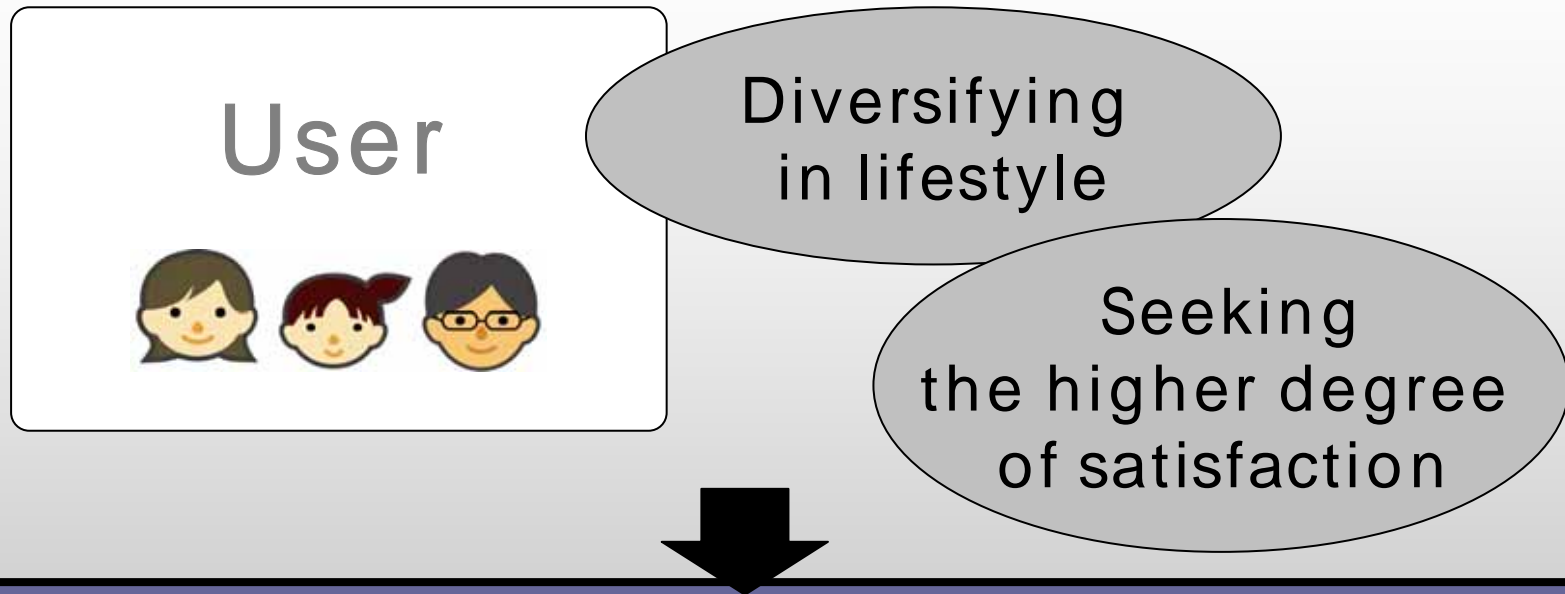 User
Diversifying
in lifestyle
Seeking
the higher degree
of satisfaction